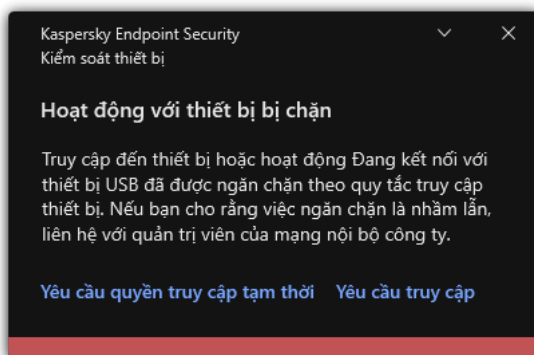 Kaspersky Endpoint Security
Kiểm soát thiết bị
Hoạt động với thiết bị bị chặn
Truy cập đến thiết bị hoặc hoạt động Đang kết nối với
thiết bị USB đã được ngăn chặn theo quy tắc truy cập
thiết bị. Nếu bạn cho rằng việc ngăn chặn là nhầm lẫn,
liên hệ với quản trị viên của mạng nội bộ công ty.
Yêu cầu quyền truy cập tạm thời Yêu cầu truy cập